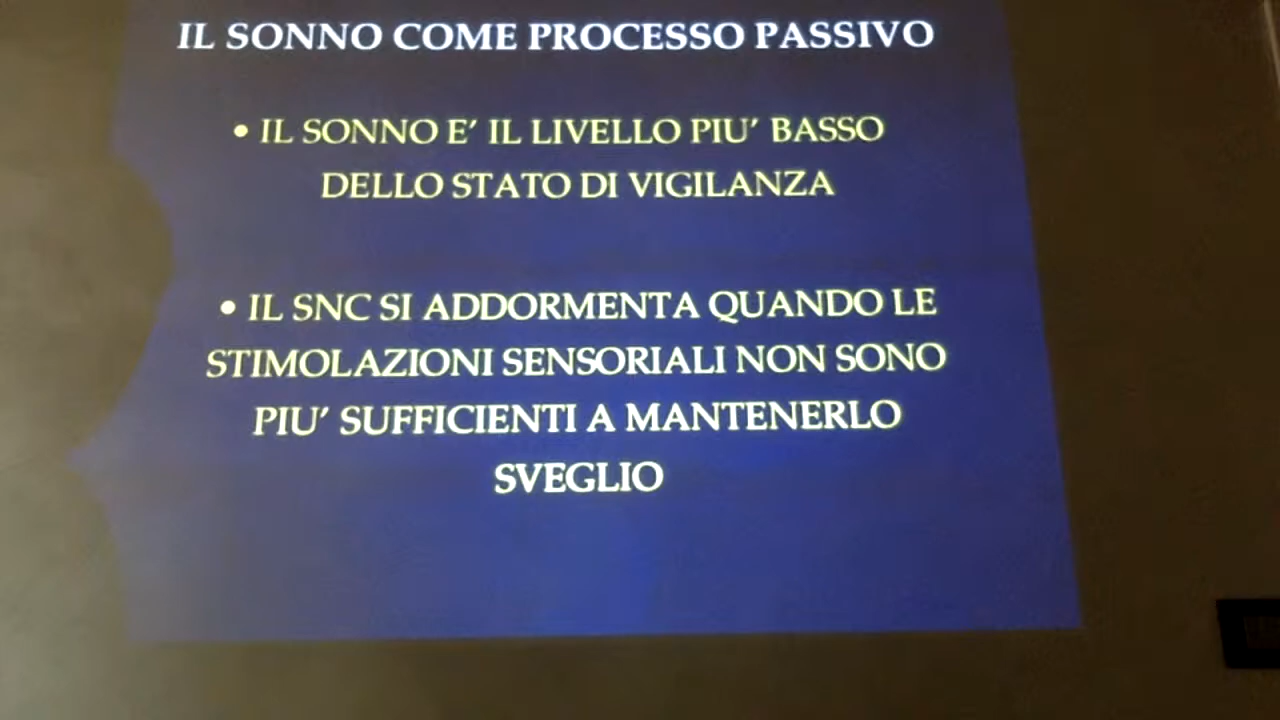 IL SONNO COME PROCESSO PASSIVO
• IL SONNO E' IL LIVELLO PIU' BASSO
DELLO STATO DI VIGILANZA
• IL SNC SI ADDORMENTA QUANDO LE
STIMOLAZIONI SENSORIALI NON SONO
PIU' SUFFICIENTI A MANTENERLO
SVEGLIO